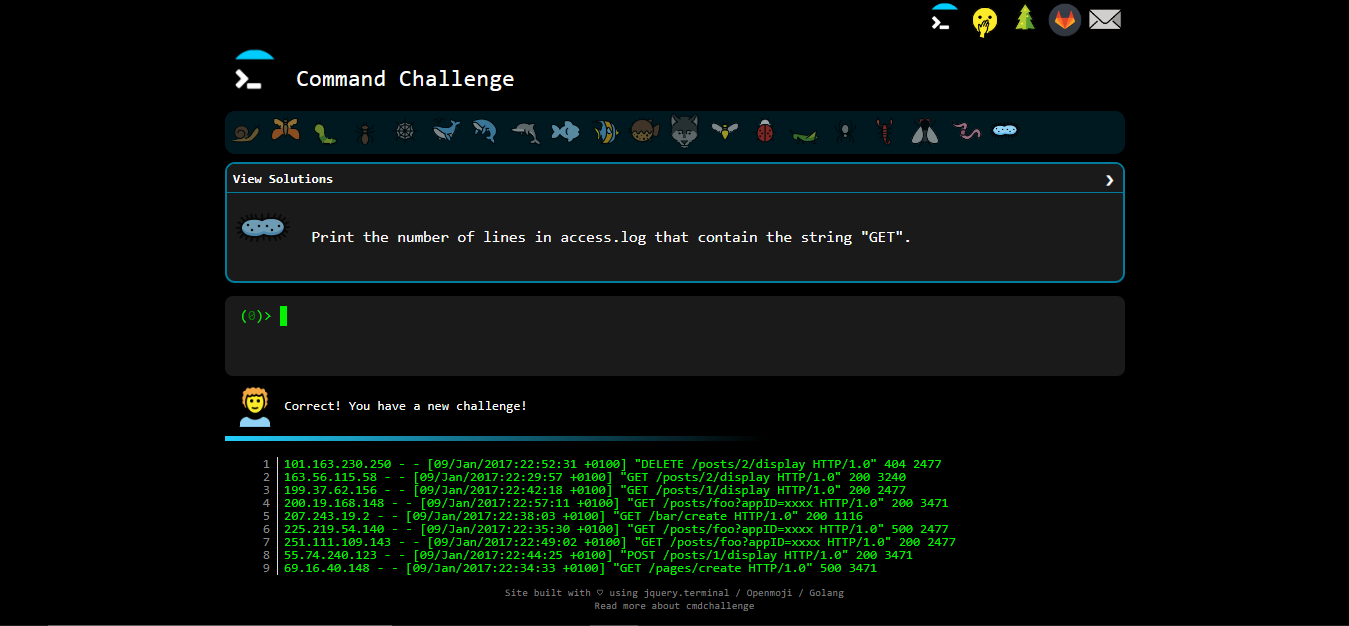 Command Challenge
View Solutions
Print the number of lines in access.log that contain the string "GET".
(0)>
Correct! You have a new challenge!
1 101.163.230.250 - - [09/Jan/2017:22:52:31 +0100] "DELETE /posts/2/display HTTP/1.0" 404 2477
2 163.56.115.58 - - [09/Jan/2017:22:29:57 +0100] "GET /posts/2/display HTTP/1.0" 200 3240
3 199.37.62.156 - - [09/Jan/2017:22:42:18 +0100] "GET /posts/1/display HTTP/1.0" 200 2477
4 200.19.168.148 - - [09/Jan/2017:22:57:11 +0100] "GET /posts/foo?appID=xxxx HTTP/1.0" 200 3471
5 207.243.19.2 - - [09/Jan/2017:22:38:03 +0100] "GET /bar/create HTTP/1.0" 200 1116
6 225.219.54.140 - - [09/Jan/2017:22:35:30 +0100] "GET /posts/foo?appID=xxxx HTTP/1.0" 500 2477
7 251.111.109.143 - - [09/Jan/2017:22:49:02 +0100] "GET /posts/foo?appID=xxxx HTTP/1.0" 200 2477
8 55.74.240.123 - - [09/Jan/2017:22:44:25 +0100] "POST /posts/1/display HTTP/1.0" 200 3471
9 69.16.40.148 - - [09/Jan/2017:22:34:33 +0100] "GET /pages/create HTTP/1.0" 500 3471
Site built with ♡ using jquery.terminal / Openmoji / Golang
Read more about cmdchallenge